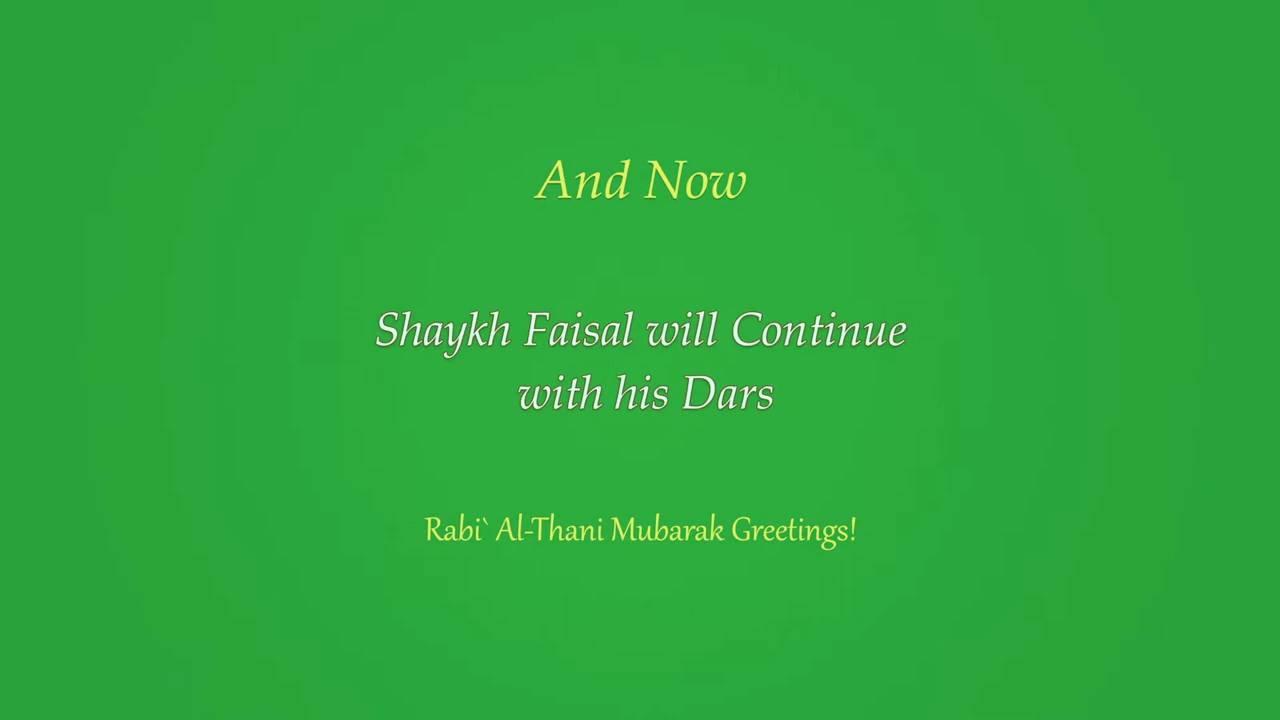 And Now
Shaykh Faisal will Continue
with his Dars
Rabi` Al-Thani Mubarak Greetings!